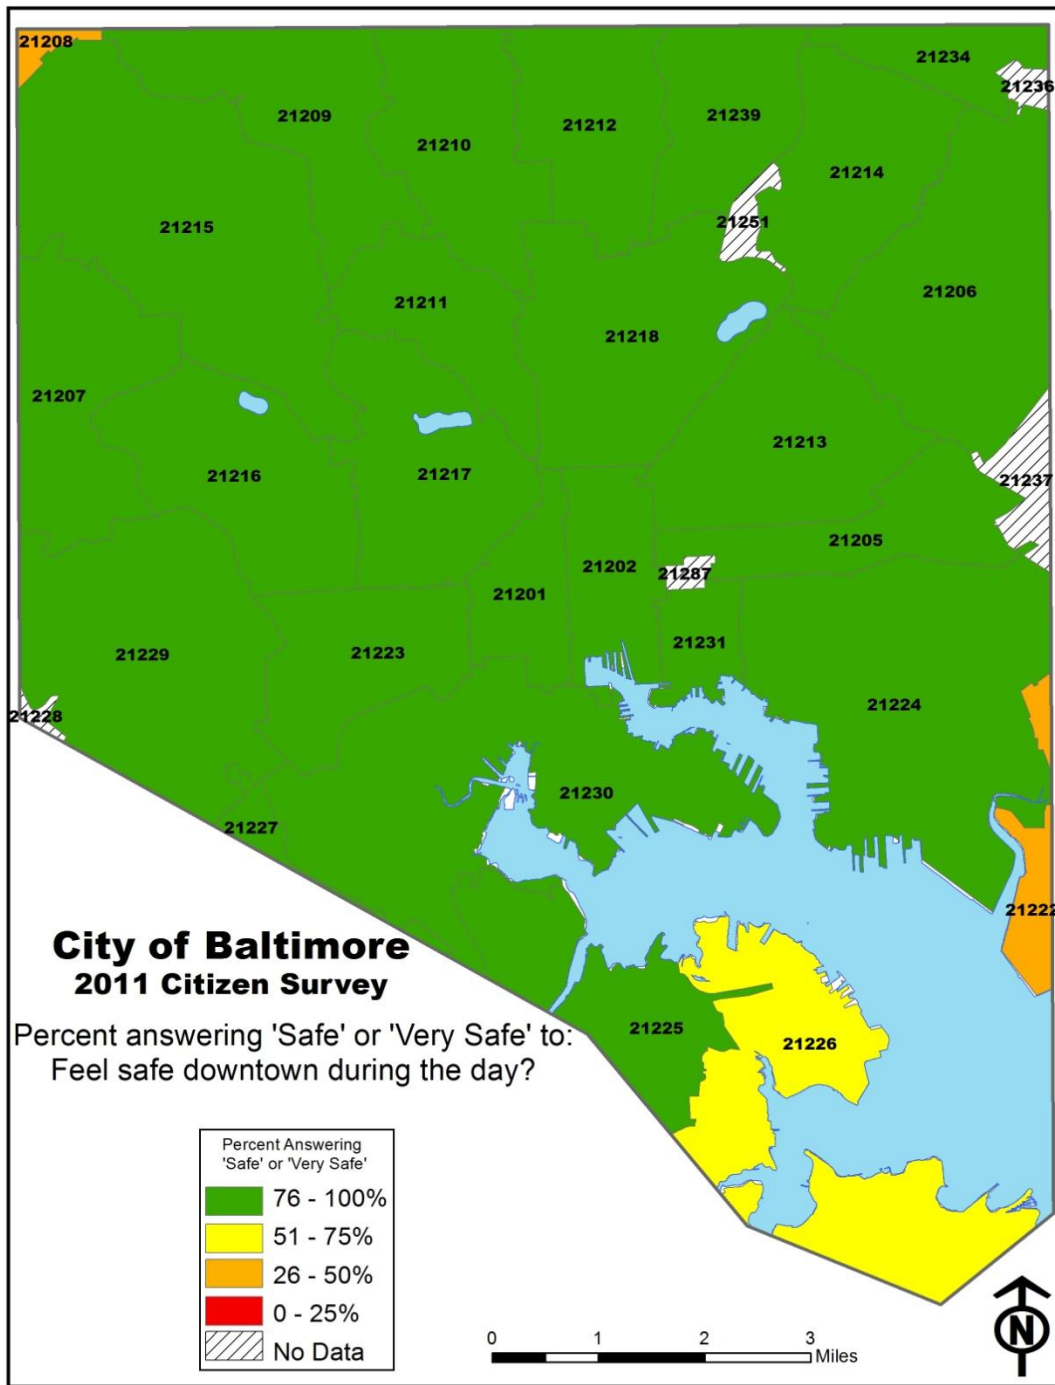 21208
21234
21236
21209
21239
21212
21210
21214
21251
21215
21206
21211
21218
21207
21213
21217
21216
21237
21205
21202
21287
21201
21231
21223
21229
21224
21228
21230
21227
21222
City of Baltimore
2011 Citizen Survey
Percent answering 'Safe' or 'Very Safe' to:
Feel safe downtown during the day?
21225
21226
Percent Answering
'Safe' or 'Very Safe'
76 - 100%
51 - 75%
26 - 50%
0 - 25%
No Data
0 1 2 3
Miles
N